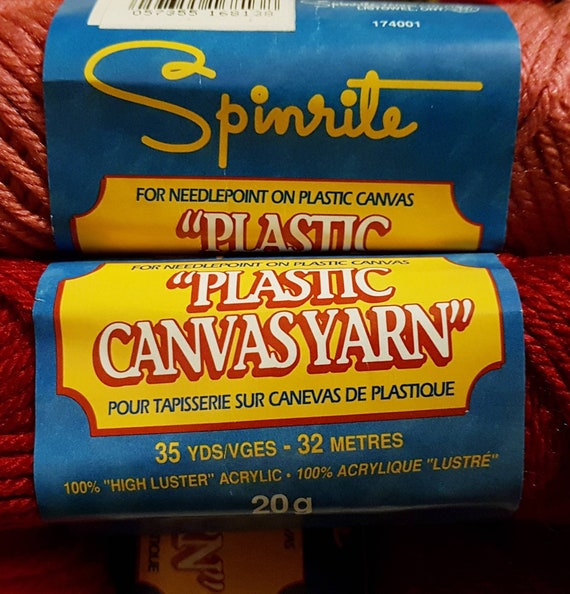 057355 168138
174001
Spinrite
FOR NEEDLEPOINT ON PLASTIC CANVAS
"PLASTIC
FOR NEEDLEPOINT ON PLASTIC CANVAS
"PLASTIC
CANVAS YARN"
POUR TAPISSERIE SUR CANEVAS DE PLASTIQUE
35 YDS/VGES - 32 METRES
100% "HIGH LUSTER" ACRYLIC • 100% ACRYLIQUE "LUSTRÉ"
20g